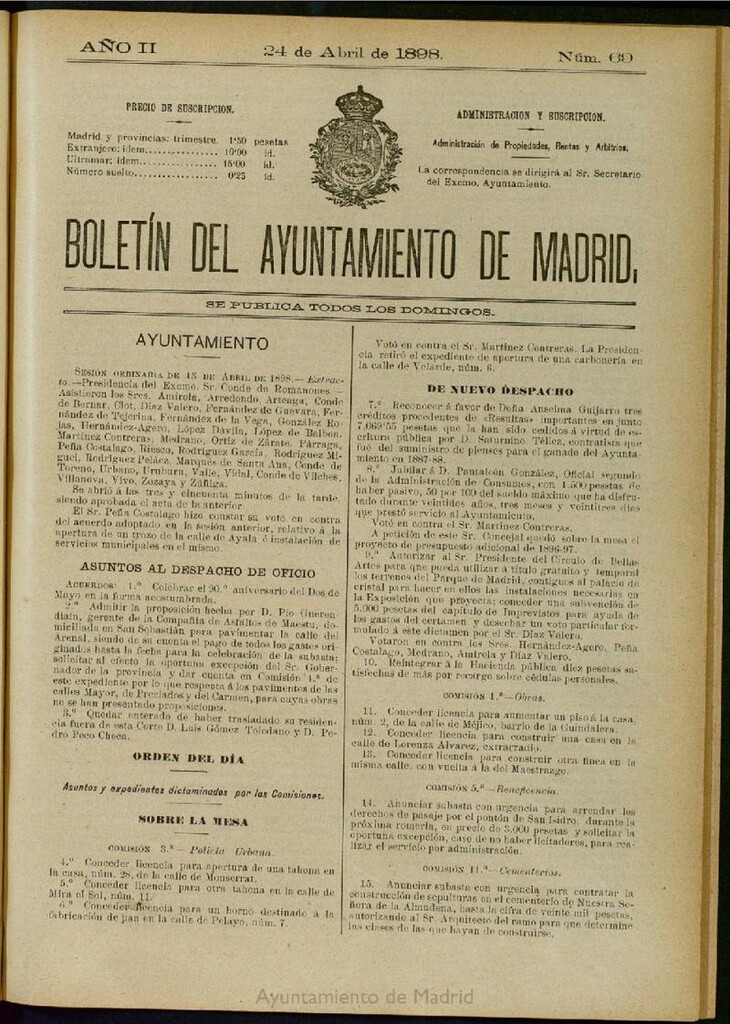 AÑO II
24 de Abril de 1898.
Núm. 69
PRECIO DE SUSCRIPCION.
Madrid y provincias: trimestre. 1'50 pesetas
Extranjero: idem.............. 10'00 id.
Ultramar: idem................ 15'00 id.
Número suelto................. 0'25 id.
ADMINISTRACION Y SUSCRIPCION.
Administración de Propiedades, Rentas y Arbitrios.
La correspondencia se dirigirá al Sr. Secretario
del Excmo. Ayuntamiento.
BOLETÍN DEL AYUNTAMIENTO DE MADRID.
SE PUBLICA TODOS LOS DOMINGOS.
AYUNTAMIENTO
SESIÓN ORDINARIA DE 13 DE ABRIL DE 1898.—Extrac-
to.—Presidencia del Excmo. Sr. Conde de Romanones.—
Asistieron los Sres. Amirola, Arredondo, Arteaga, Conde
de Bernar, Clot, Díaz Valero, Fernández de Guevara, Fer-
nández de Tejerina, Fernández de la Vega, González Ro-
jas, Hernández-Agero, López Dávila, López de Balbon,
Martínez Contreras, Medrano, Ortiz de Zárate, Párraga,
Peña Costalago, Riesco, Rodríguez García, Rodríguez Mi-
guel, Rodríguez Peláez, Marqués de Santa Ana, Conde de
Toreno, Urbano, Uruburu, Valle, Vidal, Conde de Vilches,
Villanova, Vivo, Zozaya y Zúñiga.
Se abrió á las tres y cincuenta minutos de la tarde,
siendo aprobada el acta de la anterior.
El Sr. Peña Costalago hizo constar su voto en contra
del acuerdo adoptado en la sesión anterior, relativo á la
apertura de un trozo de la calle de Ayala é instalación de
servicios municipales en el mismo.
ASUNTOS AL DESPACHO DE OFICIO
ACUERDOS: 1.º Celebrar el 90.º aniversario del Dos de
Mayo en la forma acostumbrada.
2.º Admitir la proposición hecha por D. Pío Gueren-
diaín, gerente de la Compañía de Asfaltos de Maestu, do-
miciliada en San Sebastián para pavimentar la calle del
Arenal, siendo de su cuenta el pago de todos los gastos ori-
ginados hasta la fecha para la celebración de la subasta;
solicitar al efecto la oportuna excepción del Sr. Gober-
nador de la provincia y dar cuenta en Comisión 4.ª de
este expediente por lo que respecta á los pavimentos de las
calles Mayor, de Preciados y del Carmen, para cuyas obras
no se han presentado proposiciones.
3.º Quedar enterado de haber trasladado su residen-
cia fuera de esta Corte D. Luis Gómez Toledano y D. Pe-
dro Peco Checa.
ORDEN DEL DÍA
Asuntos y expedientes dictaminados por las Comisiones.
SOBRE LA MESA
COMISIÓN 3.ª—Policía Urbana.
4.º Conceder licencia para apertura de una tahona en
la casa, núm. 28, de la calle de Monserrat.
5.º Conceder licencia para otra tahona en la calle de
Mira el Sol, núm. 11.
6.º Conceder licencia para un horno destinado á la
fabricación de pan en la calle de Pelayo, núm. 7.
Votó en contra el Sr. Martínez Contreras. La Presiden-
cia retiró el expediente de apertura de una carbonería en
la calle de Velarde, núm. 6.
DE NUEVO DESPACHO
7.º Reconocer á favor de Doña Anselma Guijarro tres
créditos procedentes de «Resultas» importantes en junto
7.069'55 pesetas que la han sido cedidos á virtud de es-
critura pública por D. Saturnino Téllez, contratista que
fué del suministro de piensos para el ganado del Ayunta-
miento en 1887-88.
8.º Jubilar á D. Pantaleón González, Oficial segundo
de la Administración de Consumos, con 1.500 pesetas de
haber pasivo, 50 por 100 del sueldo máximo que ha disfru-
tado durante veintidós años, tres meses y veintitres días
que prestó servicio al Ayuntamiento.
Votó en contra el Sr. Martínez Contreras.
A petición de este Sr. Concejal quedó sobre la mesa el
proyecto de presupuesto adicional de 1896-97.
9.º Autorizar al Sr. Presidente del Círculo de Bellas
Artes para que pueda utilizar á título gratuito y temporal
los terrenos del Parque de Madrid, contiguos al palacio de
cristal para hacer en ellos las instalaciones necesarias en
la Exposición que proyecta; conceder una subvención de
5.000 pesetas del capítulo de Imprevistos para ayuda de
los gastos del certamen y desechar un voto particular for-
mulado á este dictamen por el Sr. Díaz Valero.
Votaron en contra los Sres. Hernández-Agero, Peña
Costalago, Medrano, Amirola y Díaz Valero.
10. Reintegrar á la Hacienda pública diez pesetas sa-
tisfechas de más por recargo sobre cédulas personales.
COMISIÓN 4.ª—Obras.
11. Conceder licencia para aumentar un piso á la casa,
núm. 2, de la calle de Méjico, barrio de la Guindalera.
12. Conceder licencia para construir una casa en la
calle de Lorenza Alvarez, extrarradio.
13. Conceder licencia para construir otra finca en la
misma calle, con vuelta á la del Maestrazgo.
COMISIÓN 5.ª—Beneficencia.
14. Anunciar subasta con urgencia para arrendar los
derechos de pasaje por el pontón de San Isidro, durante la
próxima romería, en precio de 3.000 pesetas y solicitar la
oportuna excepción, caso de no haber licitadores, para rea-
lizar el servicio por administración.
COMISIÓN 11.ª—Cementerios.
15. Anunciar subasta con urgencia para contratar la
construcción de sepulturas en el cementerio de Nuestra Se-
ñora de la Almudena, hasta la cifra de veinte mil pesetas,
autorizando al Sr. Arquitecto del ramo para que determine
las clases de las que hayan de construirse.
Ayuntamiento de Madrid